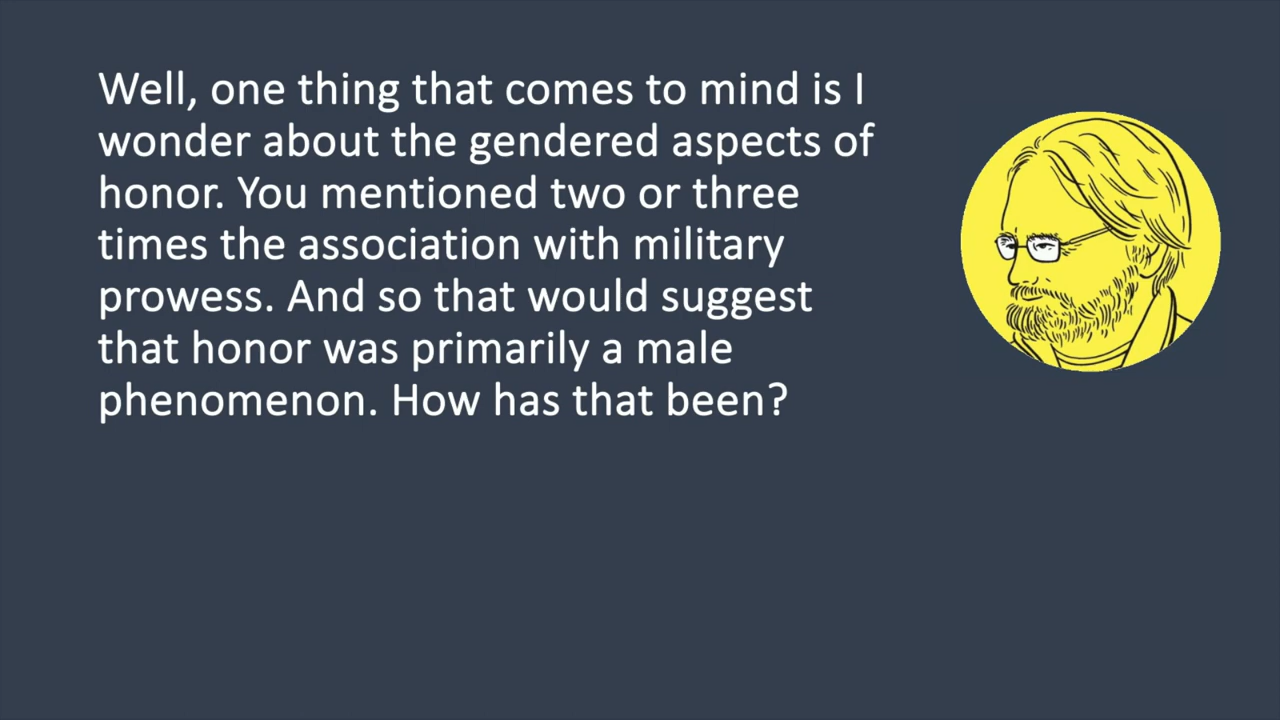 Well, one thing that comes to mind is I
wonder about the gendered aspects of
honor. You mentioned two or three
times the association with military
prowess. And so that would suggest
that honor was primarily a male
phenomenon. How has that been?